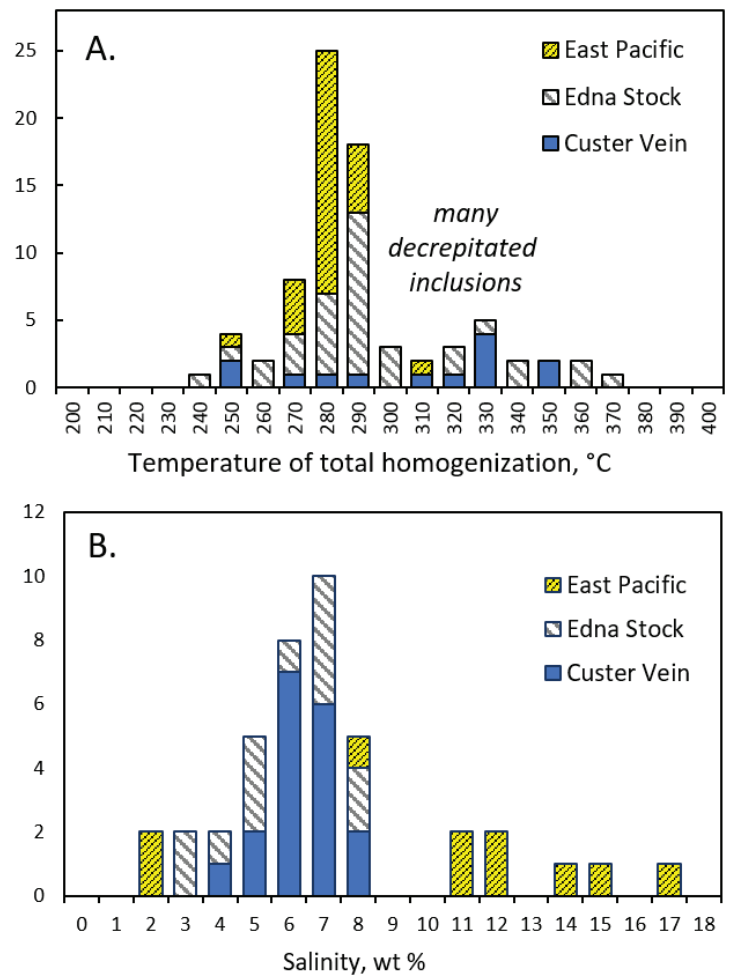 A.
East Pacific
Edna Stock
Custer Vein
many
decrepitated
inclusions
25
20
15
10
5
0
200 210 220 230 240 250 260 270 280 290 300 310 320 330 340 350 360 370 380 390 400
Temperature of total homogenization, °C
B.
East Pacific
Edna Stock
Custer Vein
12
10
8
6
4
2
0
0 1 2 3 4 5 6 7 8 9 10 11 12 13 14 15 16 17 18
Salinity, wt %